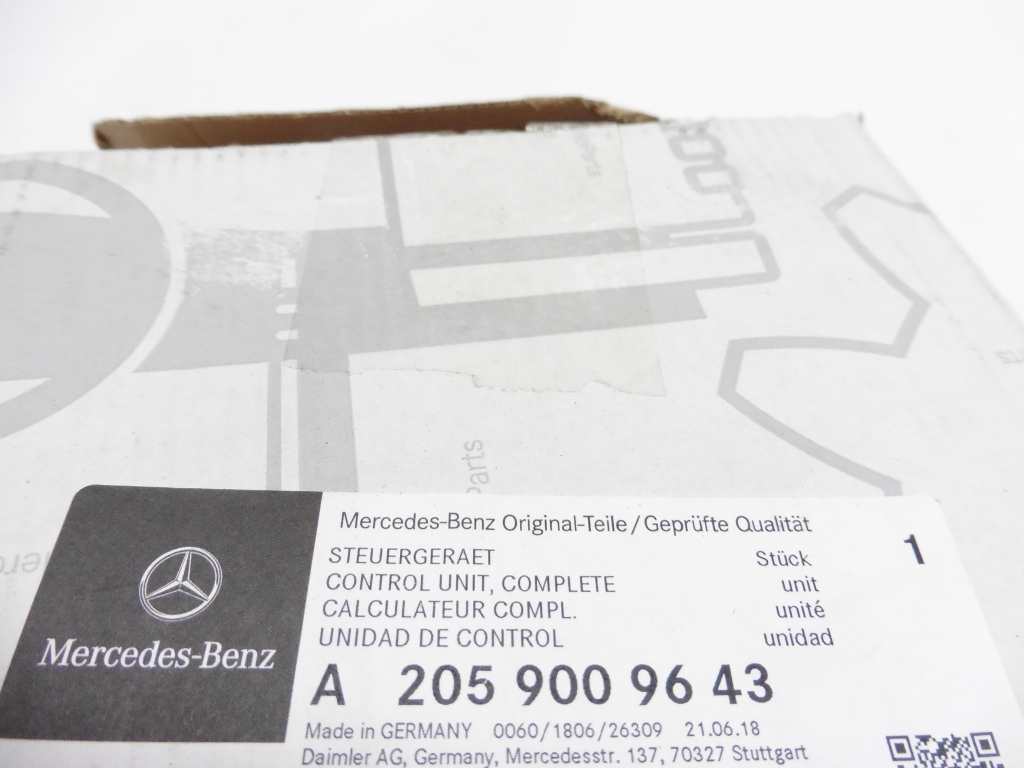 Parts
Mercedes-Benz
Mercedes-Benz Original-Teile / Geprüfte Qualität
STEUERGERAET Stück 1
CONTROL UNIT, COMPLETE unit
CALCULATEUR COMPL. unité
UNIDAD DE CONTROL unidad
A 205 900 96 43
Made in GERMANY 0060/1806/26309 21.06.18
Daimler AG, Germany, Mercedesstr. 137, 70327 Stuttgart